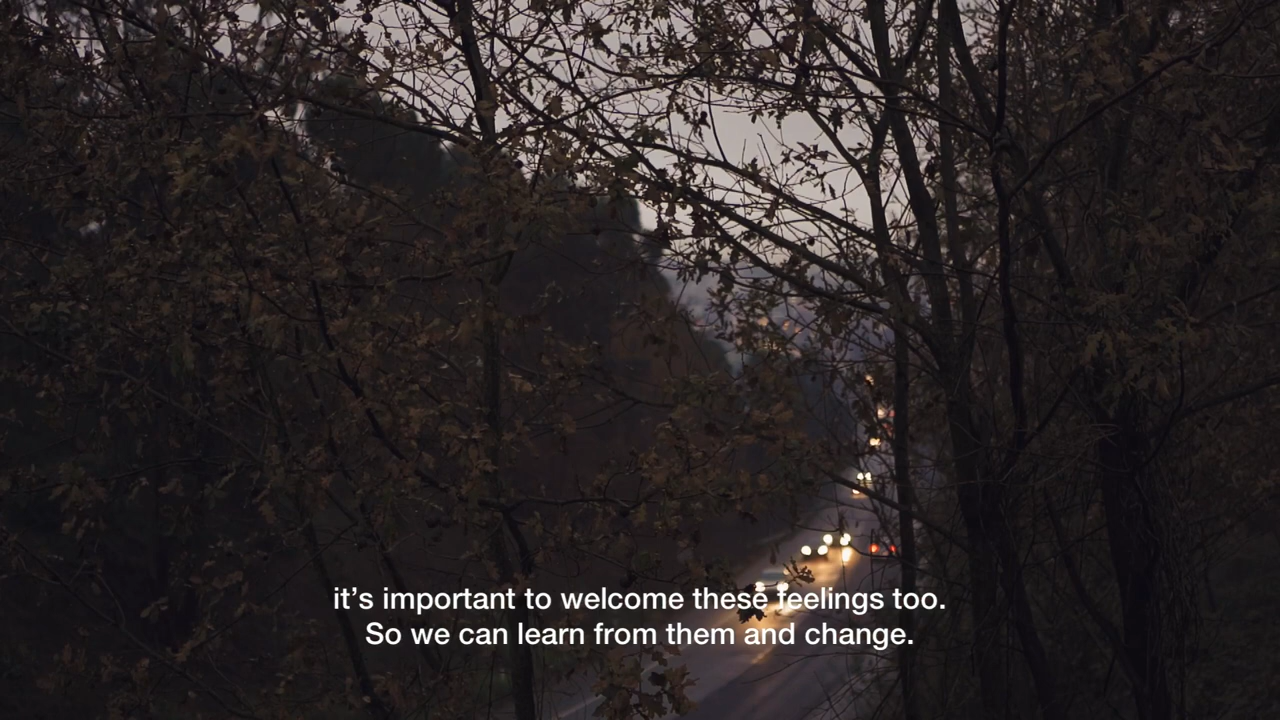 it’s important to welcome these feelings too.
So we can learn from them and change.